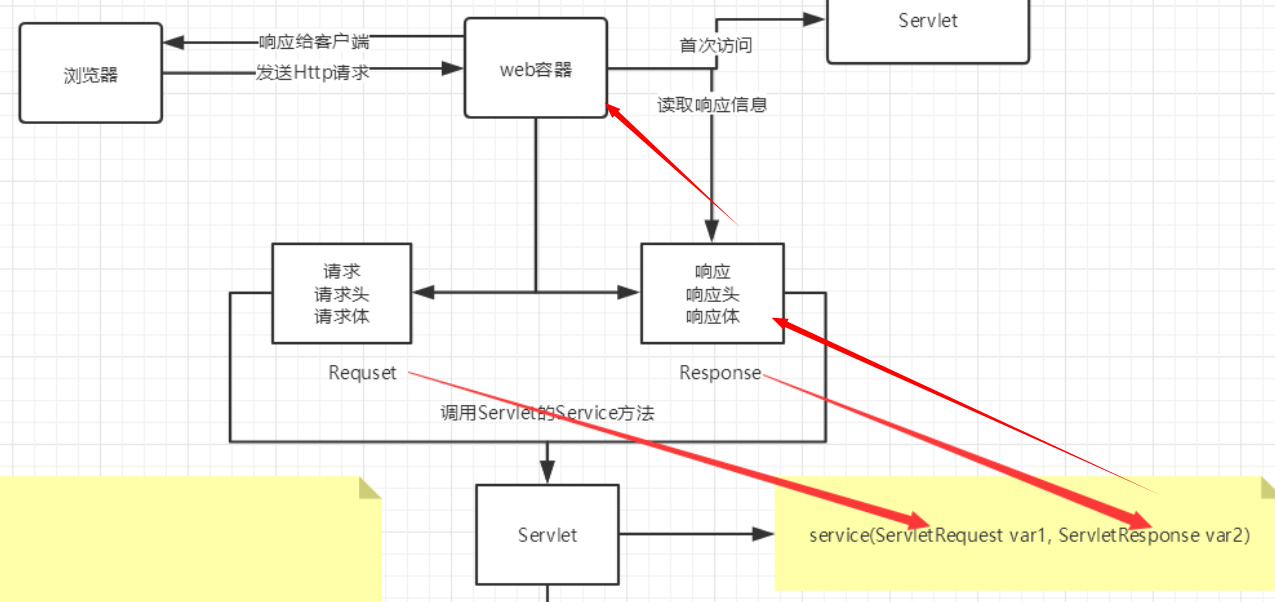 Servlet
响应给客户端
首次访问
浏览器
发送Http请求
web容器
读取响应信息
请求
请求头
请求体
响应
响应头
响应体
Requset
Response
调用Servlet的Service方法
Servlet
service(ServletRequest var1, ServletResponse var2)